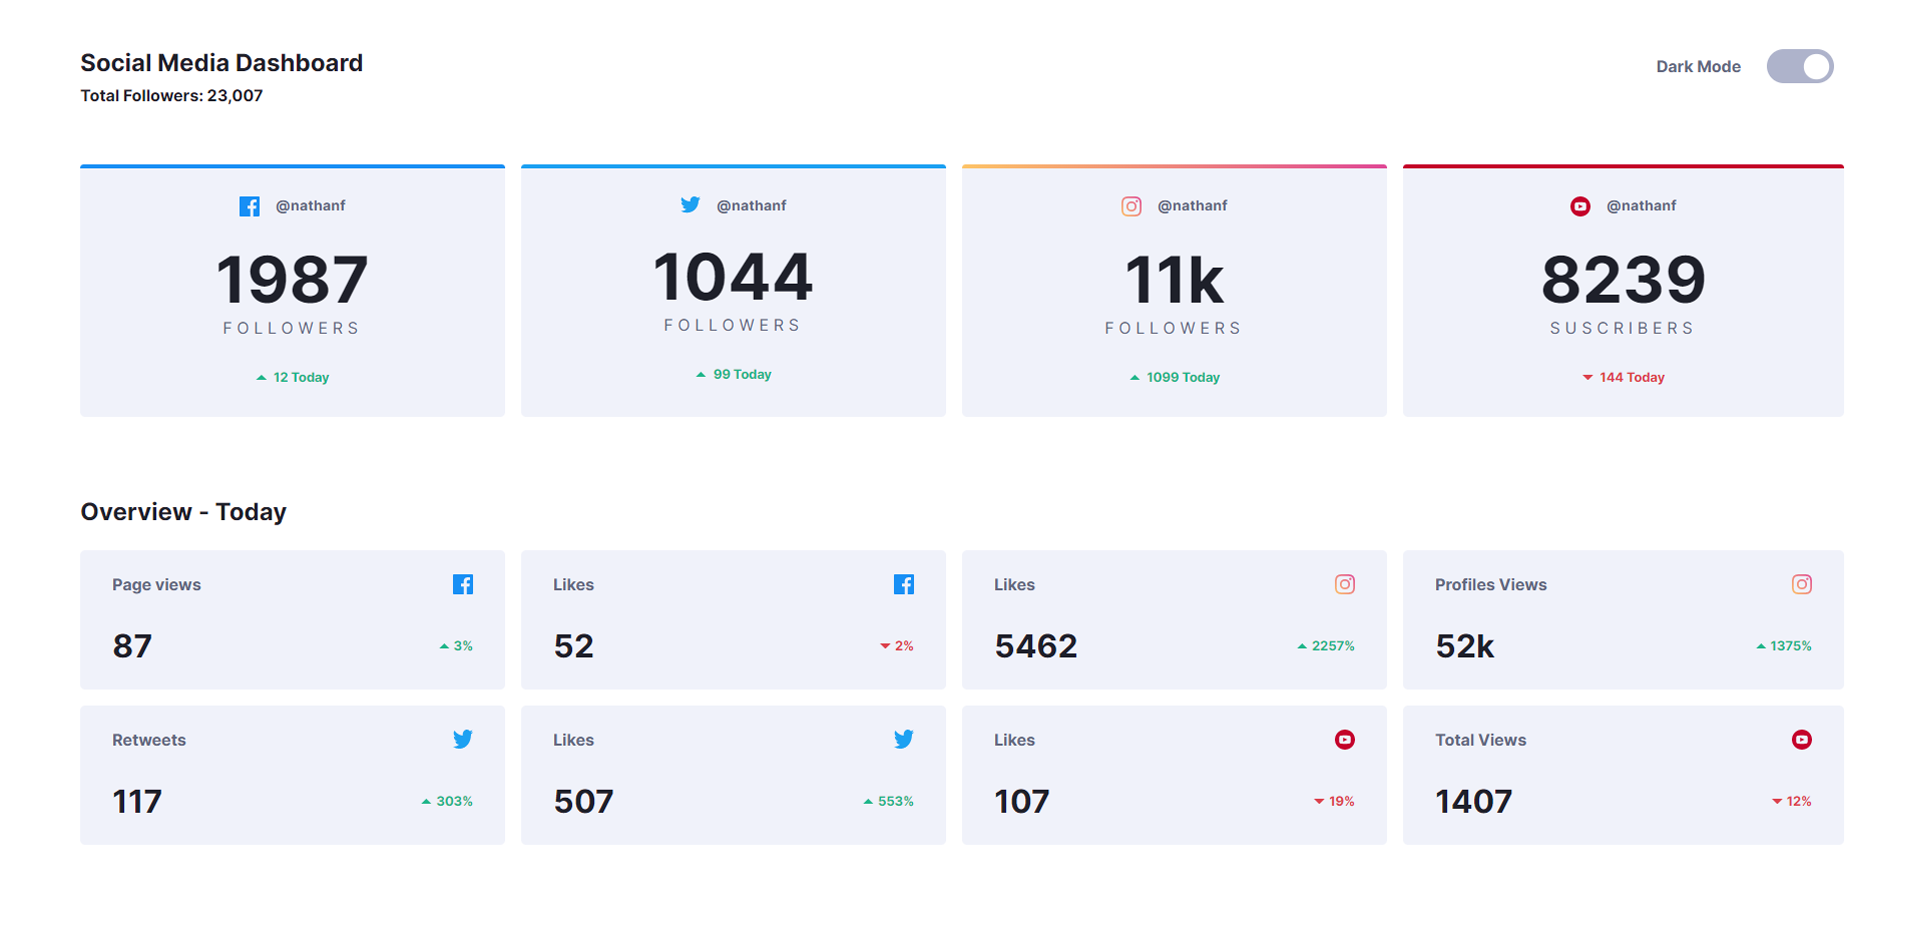 Social Media Dashboard
Total Followers: 23,007
Dark Mode
@nathanf
1987
FOLLOWERS
12 Today
@nathanf
1044
FOLLOWERS
99 Today
@nathanf
11k
FOLLOWERS
1099 Today
@nathanf
8239
SUSCRIBERS
144 Today
Overview - Today
Page views
87
3%
Likes
52
2%
Likes
5462
2257%
Profiles Views
52k
1375%
Retweets
117
303%
Likes
507
553%
Likes
107
19%
Total Views
1407
12%